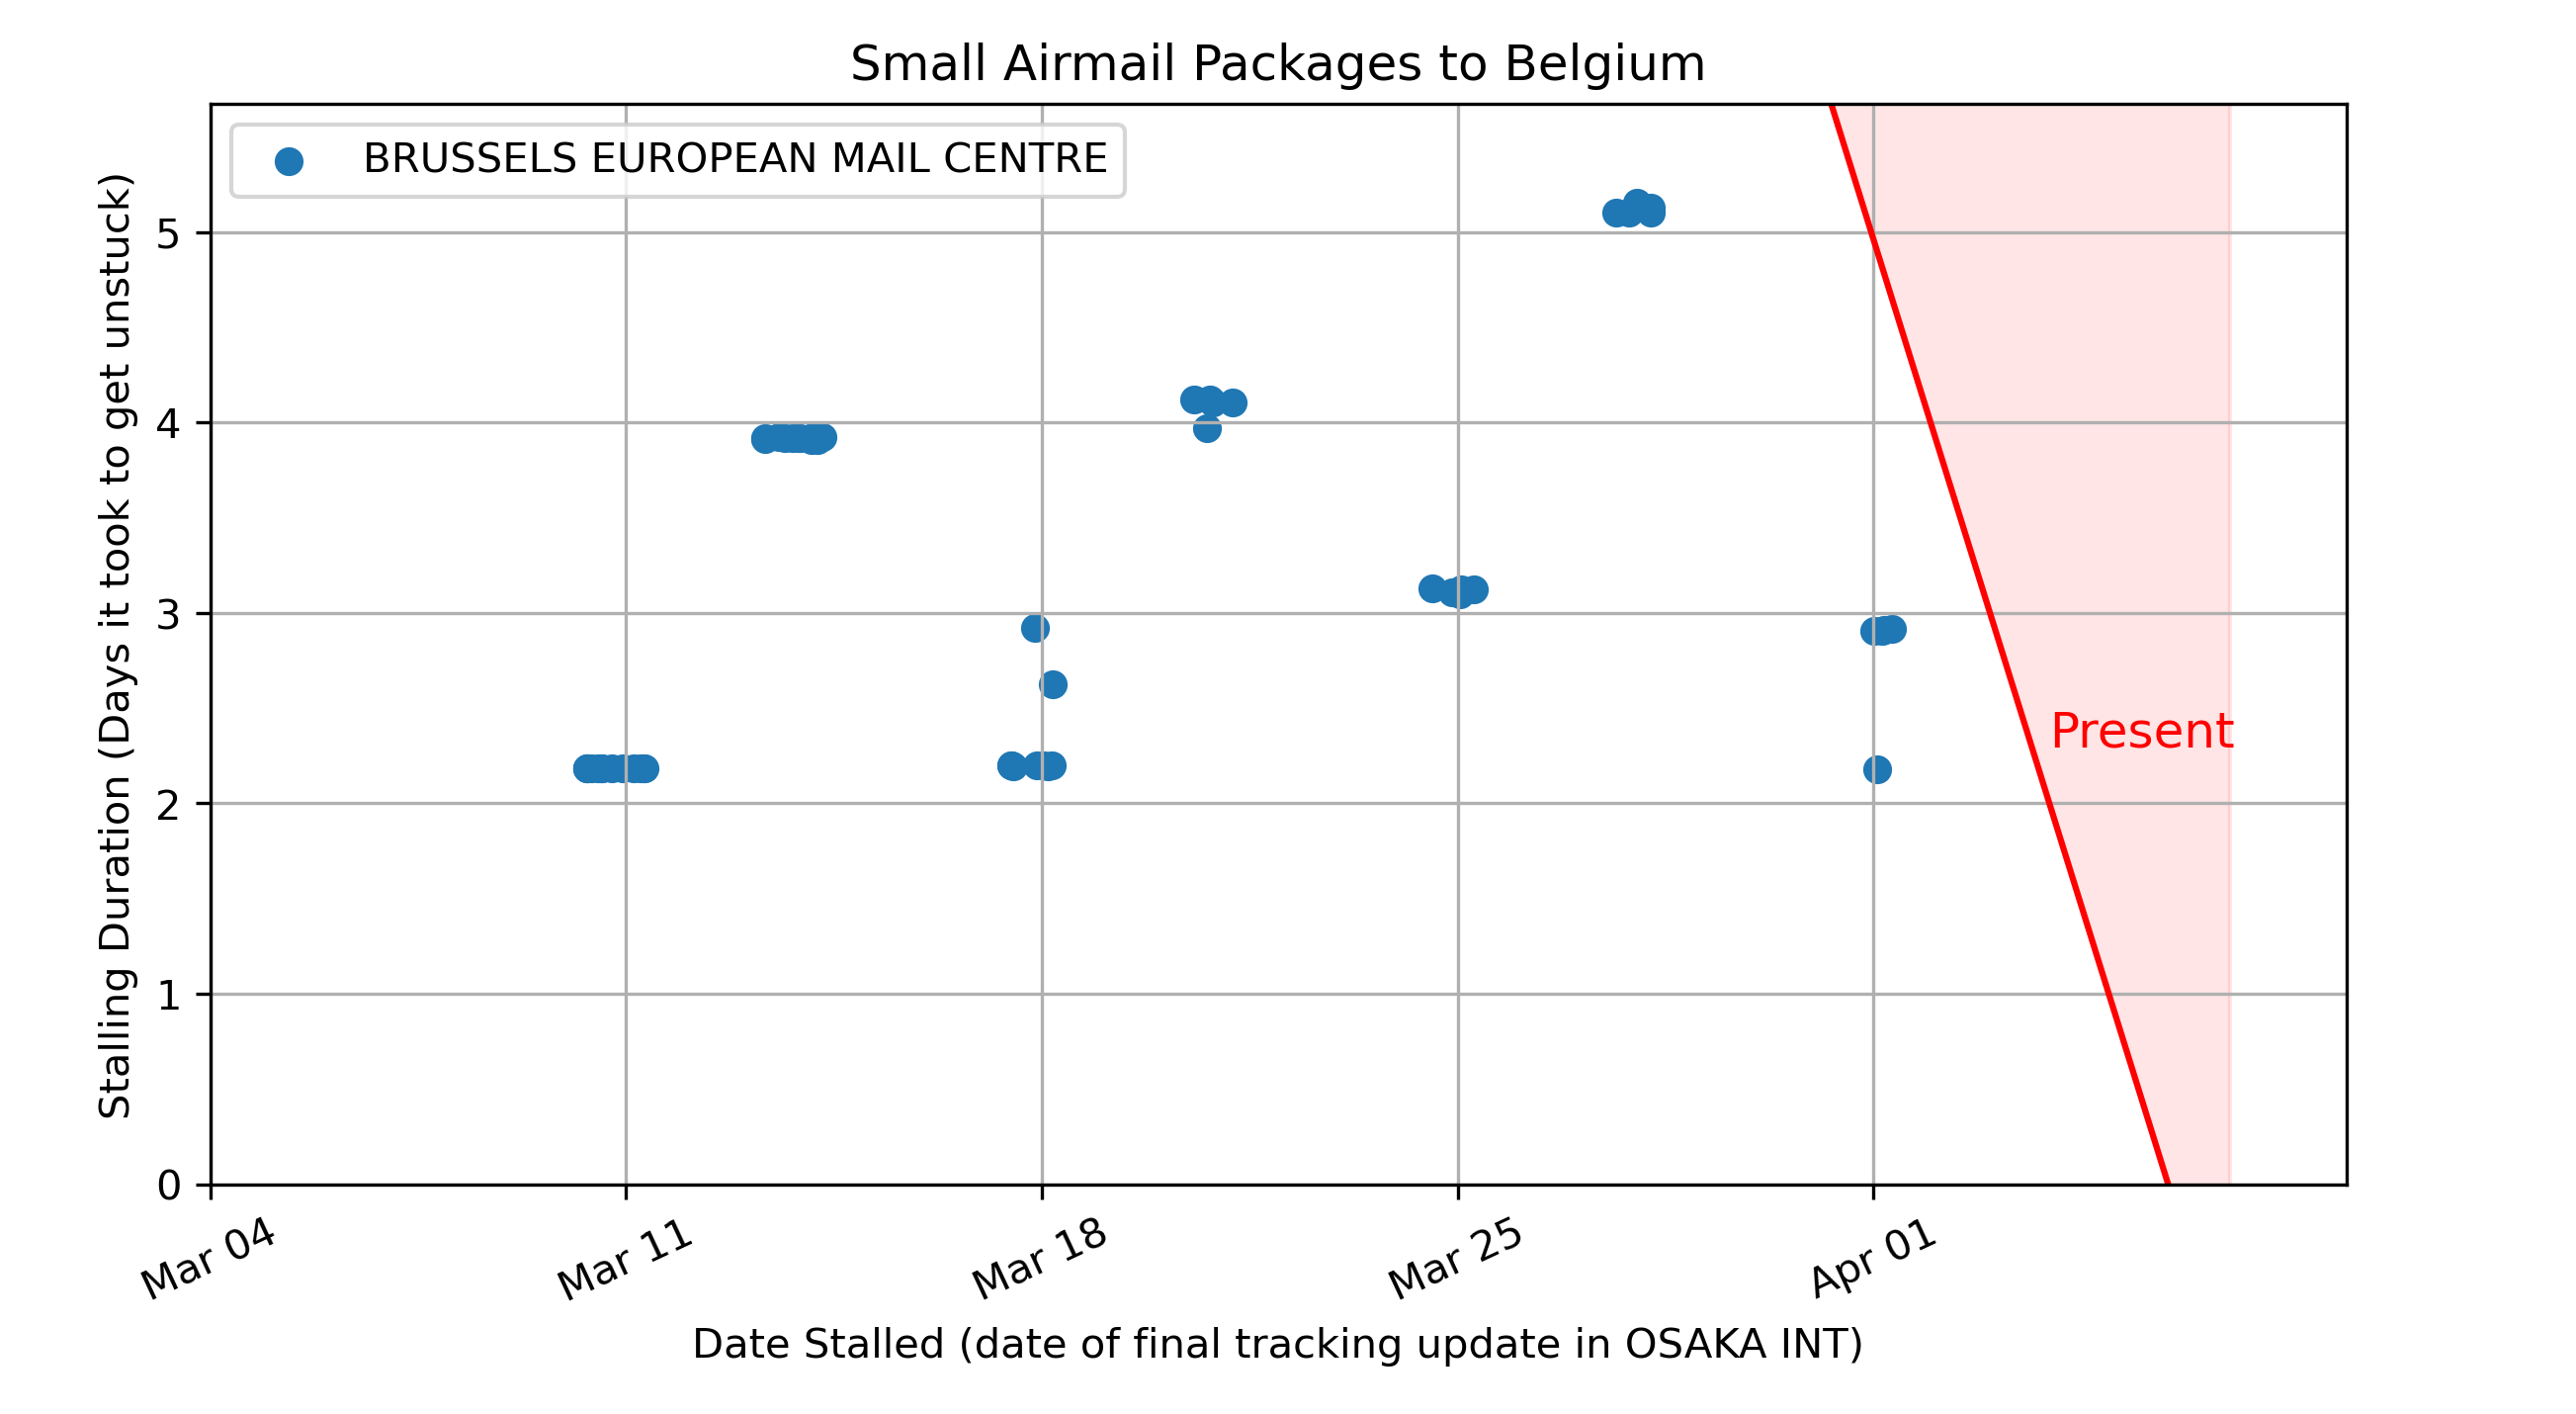 Small Airmail Packages to Belgium
BRUSSELS EUROPEAN MAIL CENTRE
Stalling Duration (Days it took to get unstuck)
5
4
3
2
1
0
Present
Mar 04
Mar 11
Mar 18
Mar 25
Apr 01
Date Stalled (date of final tracking update in OSAKA INT)